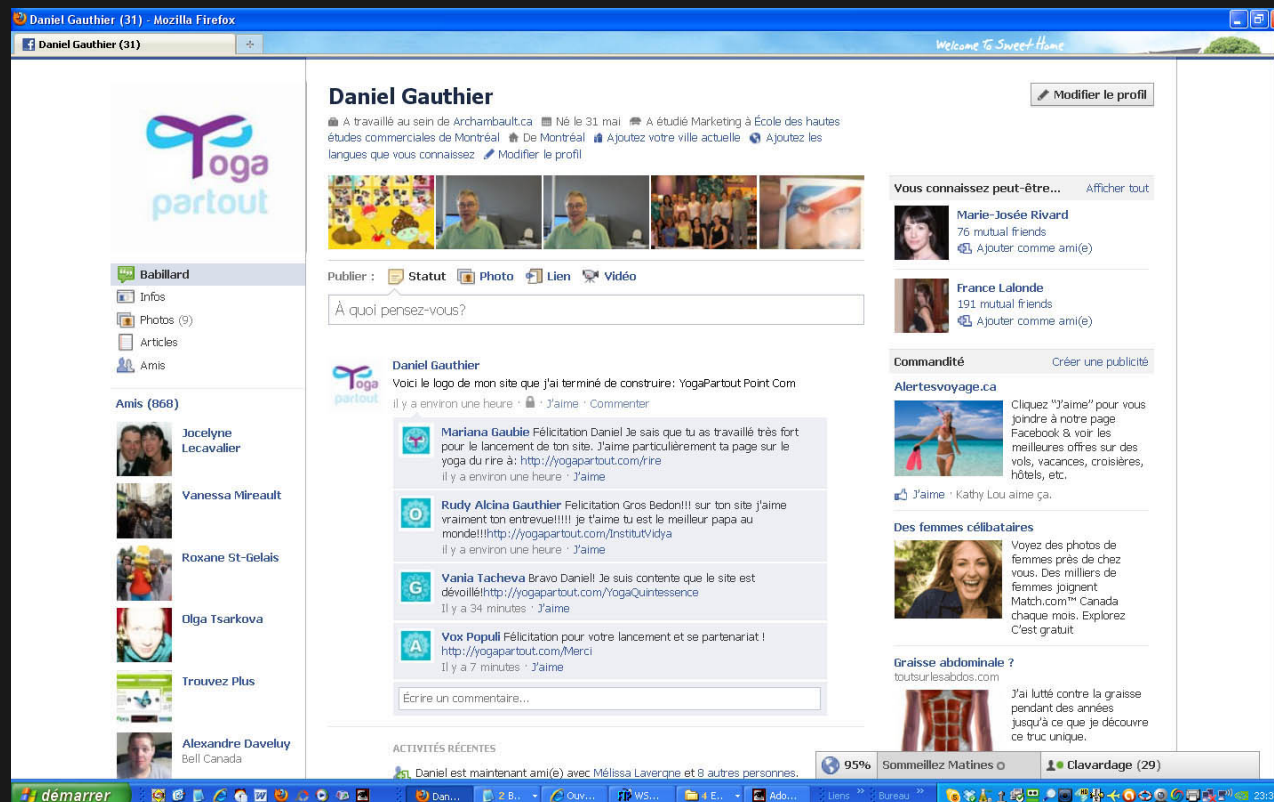 Daniel Gauthier (31) - Mozilla Firefox
Daniel Gauthier (31)
Welcome To Sweet Home
Yoga
partout
Babillard
Infos
Photos (9)
Articles
Amis
Amis (868)
Jocelyne
Lecavalier
Vanessa Mireault
Roxane St-Gelais
Olga Tsarkova
Trouvez Plus
Alexandre Daveluy
Bell Canada
Daniel Gauthier
Modifier le profil
A travaillé au sein de Archambault.ca Né le 31 mai A étudié Marketing à École des hautes
études commerciales de Montréal De Montréal Ajoutez votre ville actuelle Ajoutez les
langues que vous connaissez Modifier le profil
Publier : Statut Photo Lien Vidéo
À quoi pensez-vous?
Yoga
partout
Daniel Gauthier
Voici le logo de mon site que j'ai terminé de construire: YogaPartout Point Com
il y a environ une heure · J'aime · Commenter
Mariana Gaubie Félicitation Daniel Je sais que tu as travaillé très fort
pour le lancement de ton site. J'aime particulièrement ta page sur le
yoga du rire à: http://yogapartout.com/rire
il y a environ une heure · J'aime
O
Rudy Alcina Gauthier Felicitation Gros Bedon!!! sur ton site j'aime
vraiment ton entrevue!!!!! je t'aime tu est le meilleur papa au
monde!!!http://yogapartout.com/InstitutVidya
il y a environ une heure · J'aime
G
Vania Tacheva Bravo Daniel! Je suis contente que le site est
dévoillé!http://yogapartout.com/YogaQuintessence
Il y a 34 minutes · J'aime
A
Vox Populi Félicitation pour votre lancement et se partenariat !
http://yogapartout.com/Merci
Il y a 7 minutes · J'aime
Écrire un commentaire...
ACTIVITÉS RÉCENTES
Daniel est maintenant ami(e) avec Mélissa Lavergne et 8 autres personnes.
Vous connaissez peut-être... Afficher tout
Marie-Josée Rivard
76 mutual friends
Ajouter comme ami(e)
France Lalonde
191 mutual friends
Ajouter comme ami(e)
Commandité Créer une publicité
Alertesvoyage.ca
Cliquez "J'aime" pour vous
joindre à notre page
Facebook & voir les
meilleures offres sur des
vols, vacances, croisières,
hôtels, etc.
J'aime · Kathy Lou aime ça.
Des femmes célibataires
Voyez des photos de
femmes près de chez
vous. Des milliers de
femmes joignent
Match.com™ Canada
chaque mois. Explorez
C'est gratuit
Graisse abdominale ?
toutsurlesabdos.com
J'ai lutté contre la graisse
pendant des années
jusqu'à ce que je découvre
ce truc unique.
95% Sommeillez Matines Clavardage (29)
démarrer Dan... 2 B... Ouv... WS... 4 E... Ado... Liens Bureau 23:3